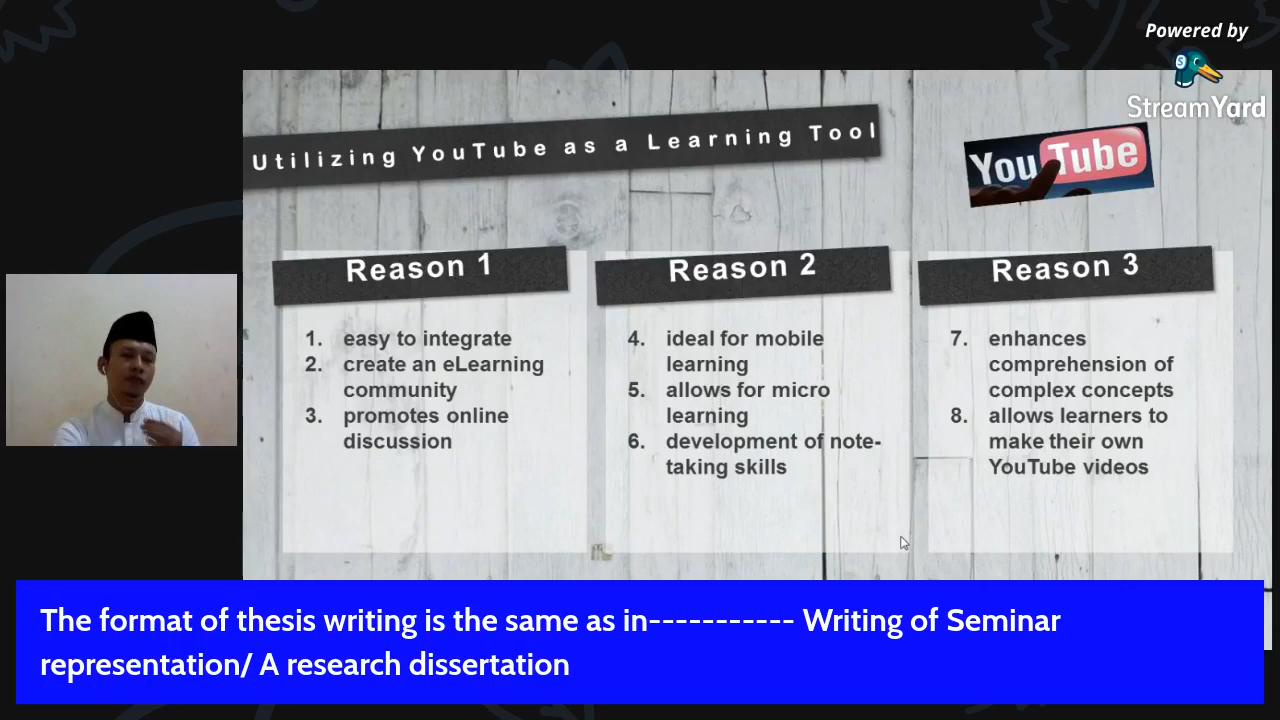 Powered by
StreamYard
Utilizing YouTube as a Learning Tool
YouTube
Reason 1
1. easy to integrate
2. create an eLearning
community
3. promotes online
discussion
Reason 2
4. ideal for mobile
learning
5. allows for micro
learning
6. development of note-
taking skills
Reason 3
7. enhances
comprehension of
complex concepts
8. allows learners to
make their own
YouTube videos
The format of thesis writing is the same as in----------- Writing of Seminar
representation/ A research dissertation